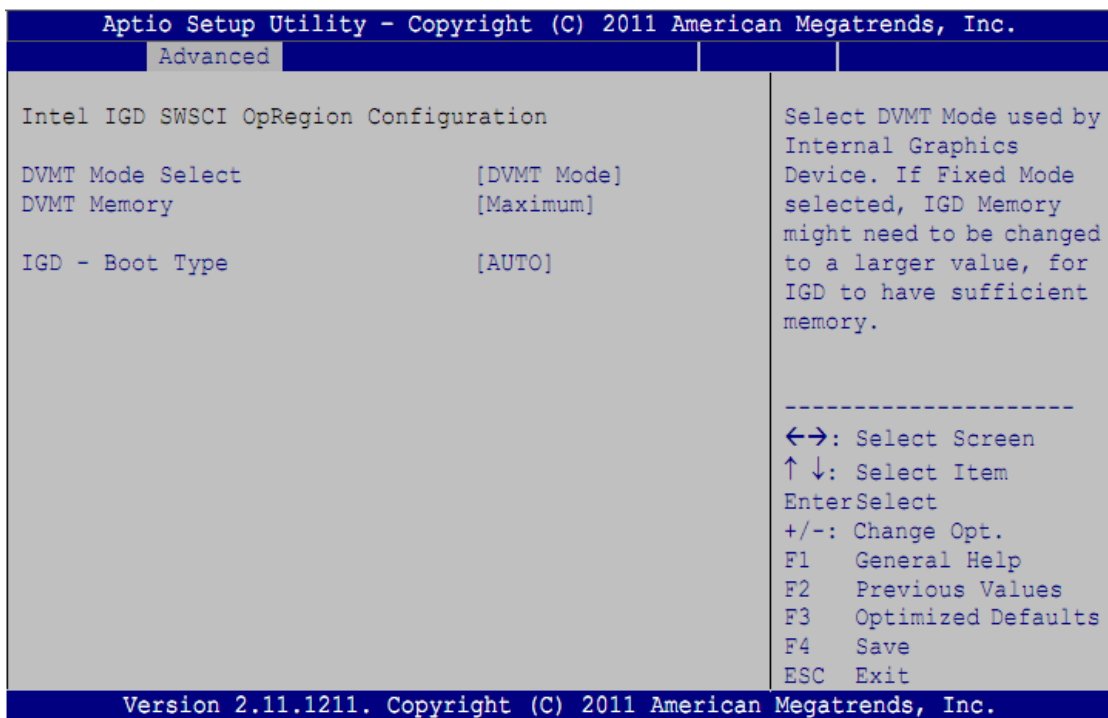 Aptio Setup Utility – Copyright (C) 2011 American Megatrends, Inc.
Advanced
Intel IGD SWSCI OpRegion Configuration
DVMT Mode Select [DVMT Mode]
DVMT Memory [Maximum]
IGD - Boot Type [AUTO]
Select DVMT Mode used by
Internal Graphics
Device. If Fixed Mode
selected, IGD Memory
might need to be changed
to a larger value, for
IGD to have sufficient
memory.
---------------------
←→: Select Screen
↑ ↓: Select Item
EnterSelect
+/-: Change Opt.
F1 General Help
F2 Previous Values
F3 Optimized Defaults
F4 Save
ESC Exit
Version 2.11.1211. Copyright (C) 2011 American Megatrends, Inc.